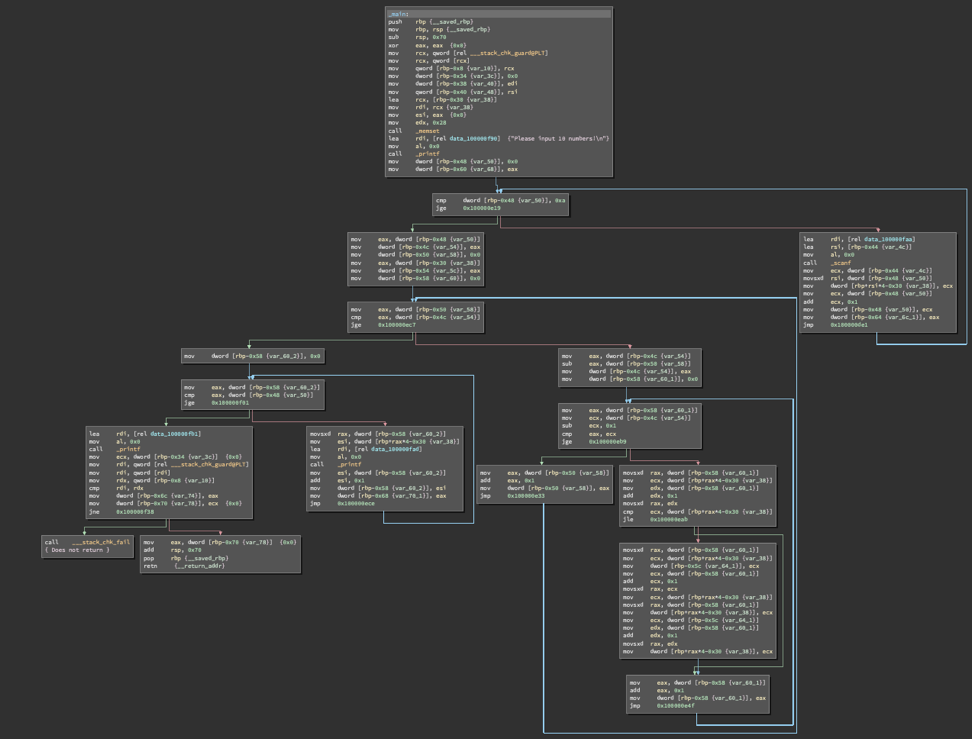 _main:
push rbp {__saved_rbp}
mov rbp, rsp {__saved_rbp}
sub rsp, 0x70
xor eax, eax {0x0}
mov rcx, qword [rel ___stack_chk_guard@PLT]
mov rcx, qword [rcx]
mov qword [rbp-0x8 {var_10}], rcx
mov dword [rbp-0x34 {var_3c}], 0x0
mov dword [rbp-0x38 {var_40}], edi
mov qword [rbp-0x40 {var_48}], rsi
lea rcx, [rbp-0x30 {var_38}]
mov rdi, rcx {var_38}
mov esi, eax {0x0}
mov edx, 0x28
call _memset
lea rdi, [rel data_100000f90] {"Please input 10 numbers!\n"}
mov al, 0x0
call _printf
mov dword [rbp-0x48 {var_50}], 0x0
mov dword [rbp-0x60 {var_68}], eax
cmp dword [rbp-0x48 {var_50}], 0xa
jge 0x100000e19
mov eax, dword [rbp-0x48 {var_50}]
mov dword [rbp-0x4c {var_54}], eax
mov dword [rbp-0x50 {var_58}], 0x0
mov eax, dword [rbp-0x30 {var_38}]
mov dword [rbp-0x54 {var_5c}], eax
mov dword [rbp-0x58 {var_60}], 0x0
lea rdi, [rel data_100000faa]
lea rsi, [rbp-0x44 {var_4c}]
mov al, 0x0
call _scanf
mov ecx, dword [rbp-0x44 {var_4c}]
movsxd rsi, dword [rbp-0x48 {var_50}]
mov dword [rbp+rsi*4-0x30 {var_38}], ecx
mov ecx, dword [rbp-0x48 {var_50}]
add ecx, 0x1
mov dword [rbp-0x48 {var_50}], ecx
mov dword [rbp-0x64 {var_6c_1}], eax
jmp
mov eax, dword [rbp-0x50 {var_58}]
cmp eax, dword [rbp-0x4c {var_54}]
jge 0x100000ec7
mov dword [rbp-0x58 {var_60_2}], 0x0
mov eax, dword [rbp-0x4c {var_54}]
sub eax, dword [rbp-0x50 {var_58}]
mov dword [rbp-0x4c {var_54}], eax
mov dword [rbp-0x58 {var_60_1}], 0x0
mov eax, dword [rbp-0x58 {var_60_2}]
cmp eax, dword [rbp-0x48 {var_50}]
jge 0x100000f01
mov eax, dword [rbp-0x58 {var_60_1}]
mov ecx, dword [rbp-0x4c {var_54}]
sub ecx, 0x1
cmp eax, ecx
jge 0x100000eb9
lea rdi, [rel data_100000fb1]
mov al, 0x0
call _printf
mov ecx, dword [rbp-0x34 {var_3c}] {0x0}
mov rdi, qword [rel ___stack_chk_guard@PLT]
mov rdi, qword [rdi]
mov rdx, qword [rbp-0x8 {var_10}]
cmp rdi, rdx
mov dword [rbp-0x6c {var_74}], eax
mov dword [rbp-0x70 {var_78}], ecx {0x0}
jne 0x100000f38
movsxd rax, dword [rbp-0x58 {var_60_2}]
mov esi, dword [rbp+rax*4-0x30 {var_38}]
lea rdi, [rel data_100000fad]
mov al, 0x0
call _printf
mov esi, dword [rbp-0x58 {var_60_2}]
add esi, 0x1
mov dword [rbp-0x58 {var_60_2}], esi
mov dword [rbp-0x68 {var_70_1}], eax
jmp 0x100000ece
mov eax, dword [rbp-0x50 {var_58}]
add eax, 0x1
mov dword [rbp-0x50 {var_58}], eax
jmp 0x100000e33
movsxd rax, dword [rbp-0x58 {var_60_1}]
mov ecx, dword [rbp+rax*4-0x30 {var_38}]
mov edx, dword [rbp-0x58 {var_60_1}]
add edx, 0x1
movsxd rax, edx
cmp ecx, dword [rbp+rax*4-0x30 {var_38}]
jle 0x100000eab
call ___stack_chk_fail
{ Does not return }
mov eax, dword [rbp-0x70 {var_78}] {0x0}
add rsp, 0x70
pop rbp {__saved_rbp}
retn {__return_addr}
movsxd rax, dword [rbp-0x58 {var_60_1}]
mov ecx, dword [rbp+rax*4-0x30 {var_38}]
mov dword [rbp-0x5c {var_64_1}], ecx
mov ecx, dword [rbp-0x58 {var_60_1}]
add ecx, 0x1
movsxd rax, ecx
mov ecx, dword [rbp+rax*4-0x30 {var_38}]
movsxd rax, dword [rbp-0x58 {var_60_1}]
mov dword [rbp+rax*4-0x30 {var_38}], ecx
mov ecx, dword [rbp-0x5c {var_64_1}]
mov edx, dword [rbp-0x58 {var_60_1}]
add edx, 0x1
movsxd rax, edx
mov dword [rbp+rax*4-0x30 {var_38}], ecx
mov eax, dword [rbp-0x58 {var_60_1}]
add eax, 0x1
mov dword [rbp-0x58 {var_60_1}], eax
jmp 0x100000e4f